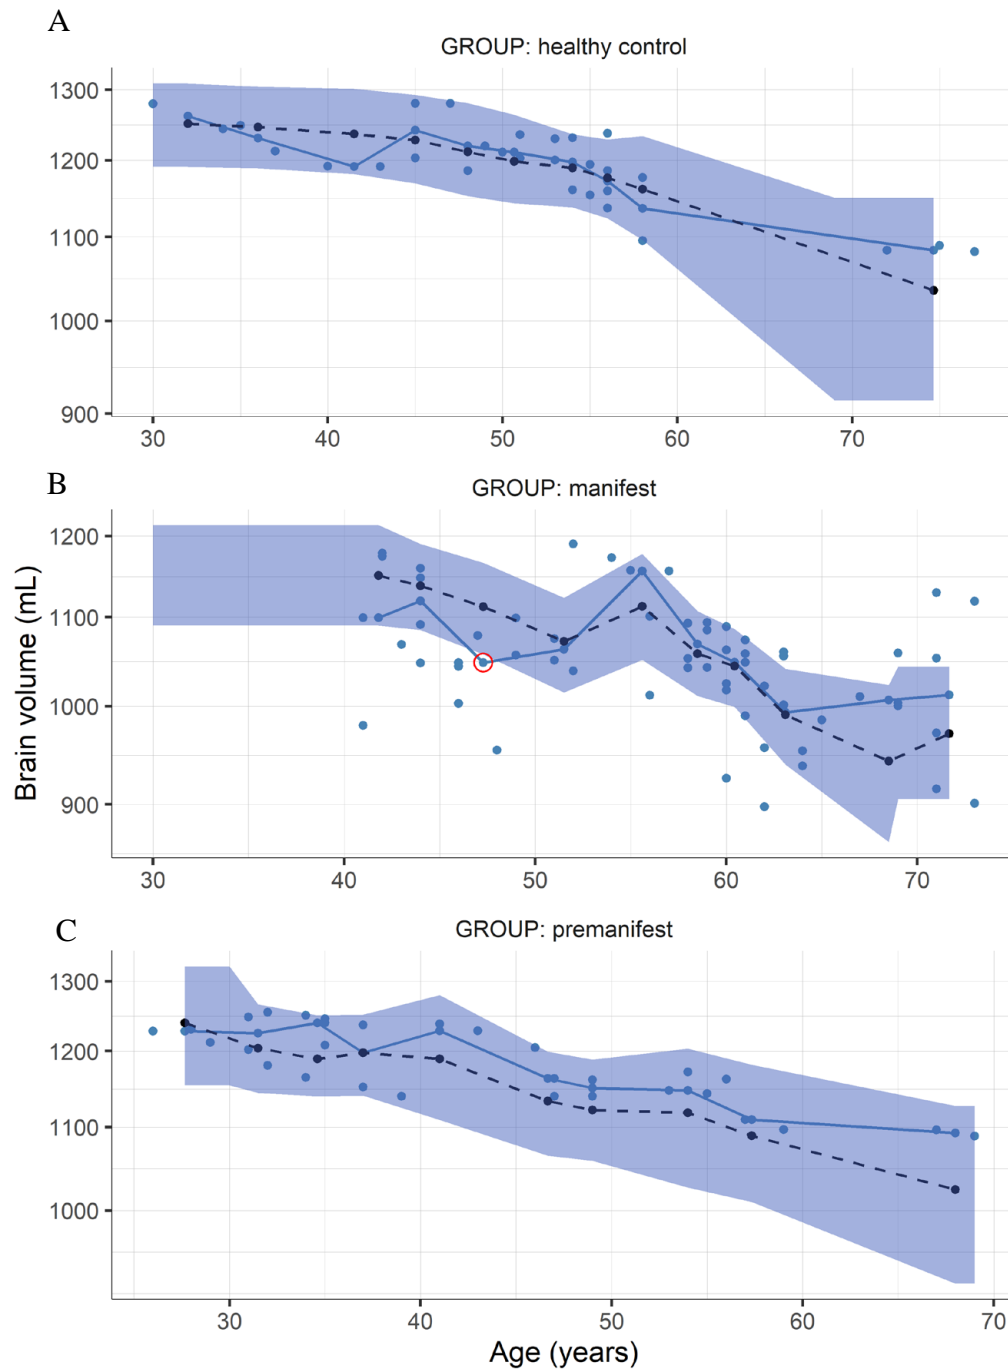 A
GROUP: healthy control
1300
1200
1100
1000
900
30 40 50 60 70
B
GROUP: manifest
1200
1100
1000
900
30 40 50 60 70
Brain volume (mL)
C
GROUP: premanifest
1300
1200
1100
1000
30 40 50 60 70
Age (years)